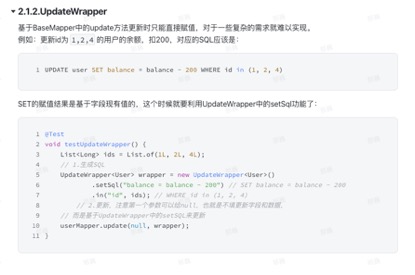 2.1.2.UpdateWrapper
基于BaseMapper中的update方法更新时只能直接赋值，对于一些复杂的需求就难以实现。
例如：更新id为 1,2,4 的用户的余额，扣200，对应的SQL应该是：
1 UPDATE user SET balance = balance - 200 WHERE id in (1, 2, 4)
SET的赋值结果是基于字段现有值的，这个时候就要利用UpdateWrapper中的setSql功能了：
1 @Test
2 void testUpdateWrapper() {
3 List<Long> ids = List.of(1L, 2L, 4L);
4 // 1.生成SQL
5 UpdateWrapper<User> wrapper = new UpdateWrapper<User>()
6 .setSql("balance = balance - 200") // SET balance = balance - 200
7 .in("id", ids); // WHERE id in (1, 2, 4)
8 // 2.更新，注意第一个参数可以给null，也就是不填更新字段和数据，
9 // 而是基于UpdateWrapper中的setSQL来更新
10 userMapper.update(null, wrapper);
11 }